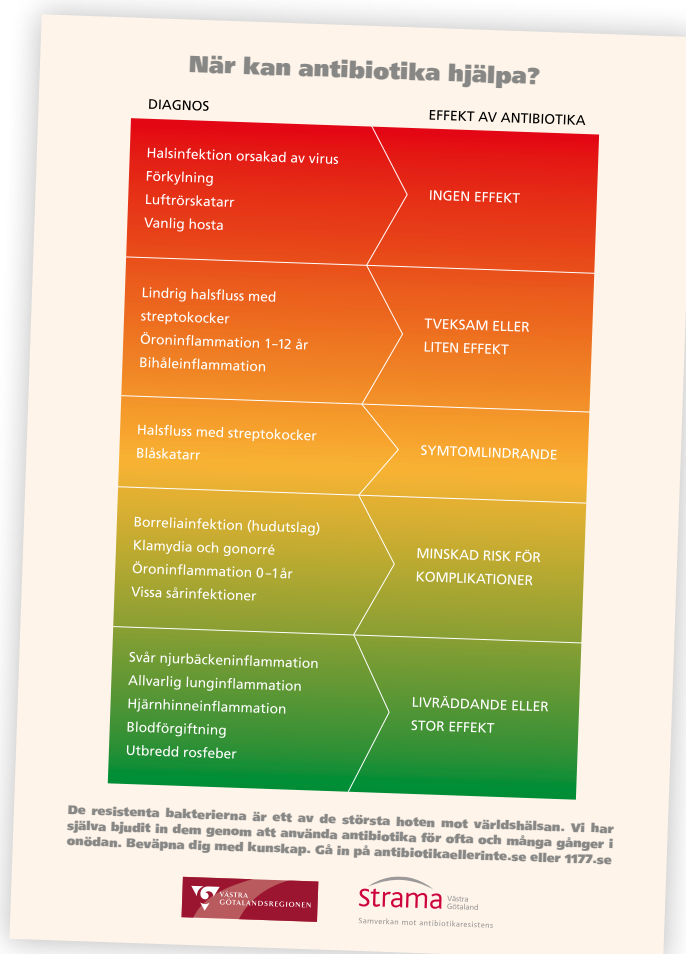 När kan antibiotika hjälpa?
DIAGNOS
EFFEKT AV ANTIBIOTIKA
Halsinfektion orsakad av virus
Förkylning
Luftrörskatarr
Vanlig hosta
INGEN EFFEKT
Lindrig halsfluss med
streptokocker
Öroninflammation 1–12 år
Bihåleinflammation
TVEKSAM ELLER
LITEN EFFEKT
Halsfluss med streptokocker
Blåskatarr
SYMTOMLINDRANDE
Borreliainfektion (hudutslag)
Klamydia och gonorré
Öroninflammation 0–1år
Vissa sårinfektioner
MINSKAD RISK FÖR
KOMPLIKATIONER
Svår njurbäckeninflammation
Allvarlig lunginflammation
Hjärnhinneinflammation
Blodförgiftning
Utbredd rosfeber
LIVRÄDDANDE ELLER
STOR EFFEKT
De resistenta bakterierna är ett av de största hoten mot världshälsan. Vi har
själva bjudit in dem genom att använda antibiotika för ofta och många gånger i
onödan. Beväpna dig med kunskap. Gå in på antibiotikaellerinte.se eller 1177.se
VÄSTRA
GÖTALANDSREGIONEN
Strama Västra
Götaland
Samverkan mot antibiotikaresistens